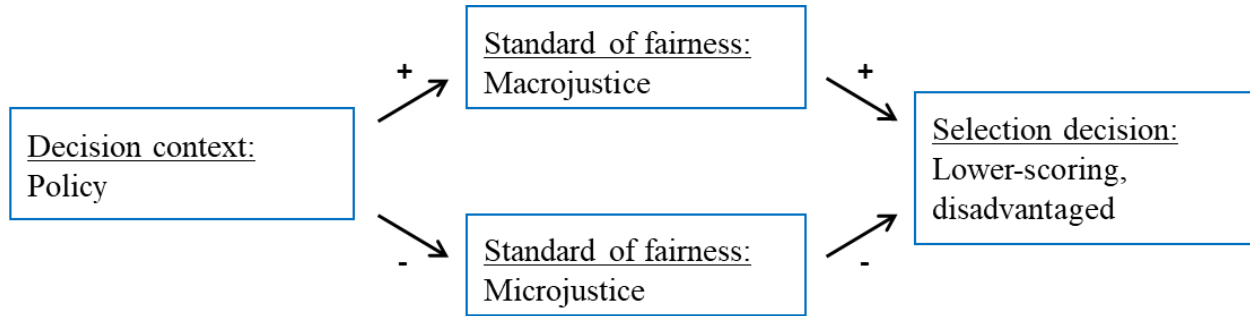 Standard of fairness:
Macrojustice
+
+
Decision context:
Policy
Selection decision:
Lower-scoring,
disadvantaged
-
-
Standard of fairness:
Microjustice